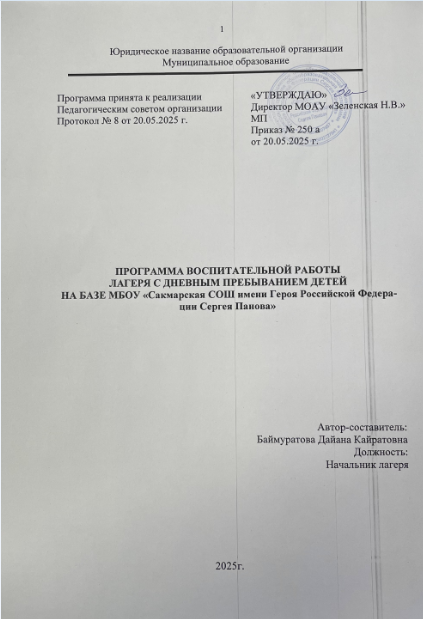 1
Юридическое название образовательной организации
Муниципальное образование
Программа принята к реализации
Педагогическим советом организации
Протокол № 8 от 20.05.2025 г.
«УТВЕРЖДАЮ»
Директор МОАУ «Зеленская Н.В.»
МП
Приказ № 250 а
от 20.05.2025 г.
ПРОГРАММА ВОСПИТАТЕЛЬНОЙ РАБОТЫ
ЛАГЕРЯ С ДНЕВНЫМ ПРЕБЫВАНИЕМ ДЕТЕЙ
НА БАЗЕ МБОУ «Сакмарская СОШ имени Героя Российской Федера-
ции Сергея Панова»
Автор-составитель:
Баймуратова Дайана Кайратовна
Должность:
Начальник лагеря
2025г.